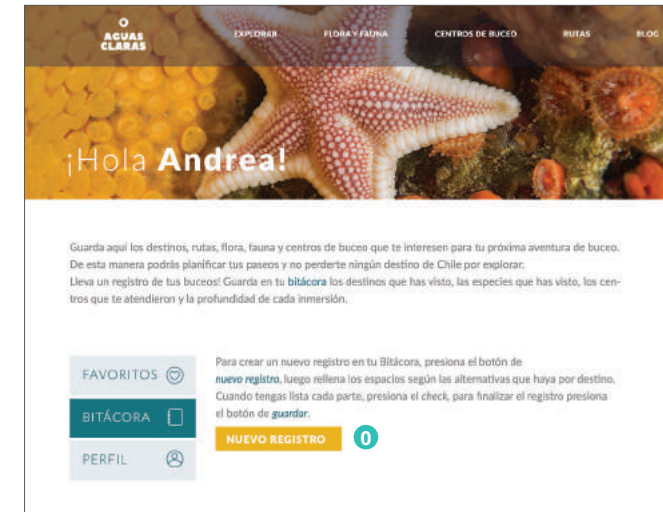 AGUAS
CLARAS
EXPLORAR
FLORA Y FAUNA
CENTROS DE BUCEO
RUTAS
BLOG
¡Hola Andrea!
Guarda aquí los destinos, rutas, flora, fauna y centros de buceo que te interesen para tu próxima aventura de buceo.
De esta manera podrás planificar tus paseos y no perderte ningún destino de Chile por explorar.
Lleva un registro de tus buceos! Guarda en tu bitácora los destinos que has visto, las especies que has visto, los cen-
tros que te atendieron y la profundidad de cada inmersión.
FAVORITOS
BITÁCORA
PERFIL
Para crear un nuevo registro en tu Bitácora, presiona el botón de
nuevo registro, luego rellena los espacios según las alternativas que haya por destino.
Cuando tengas lista cada parte, presiona el check, para finalizar el registro presiona
el botón de guardar.
NUEVO REGISTRO
0